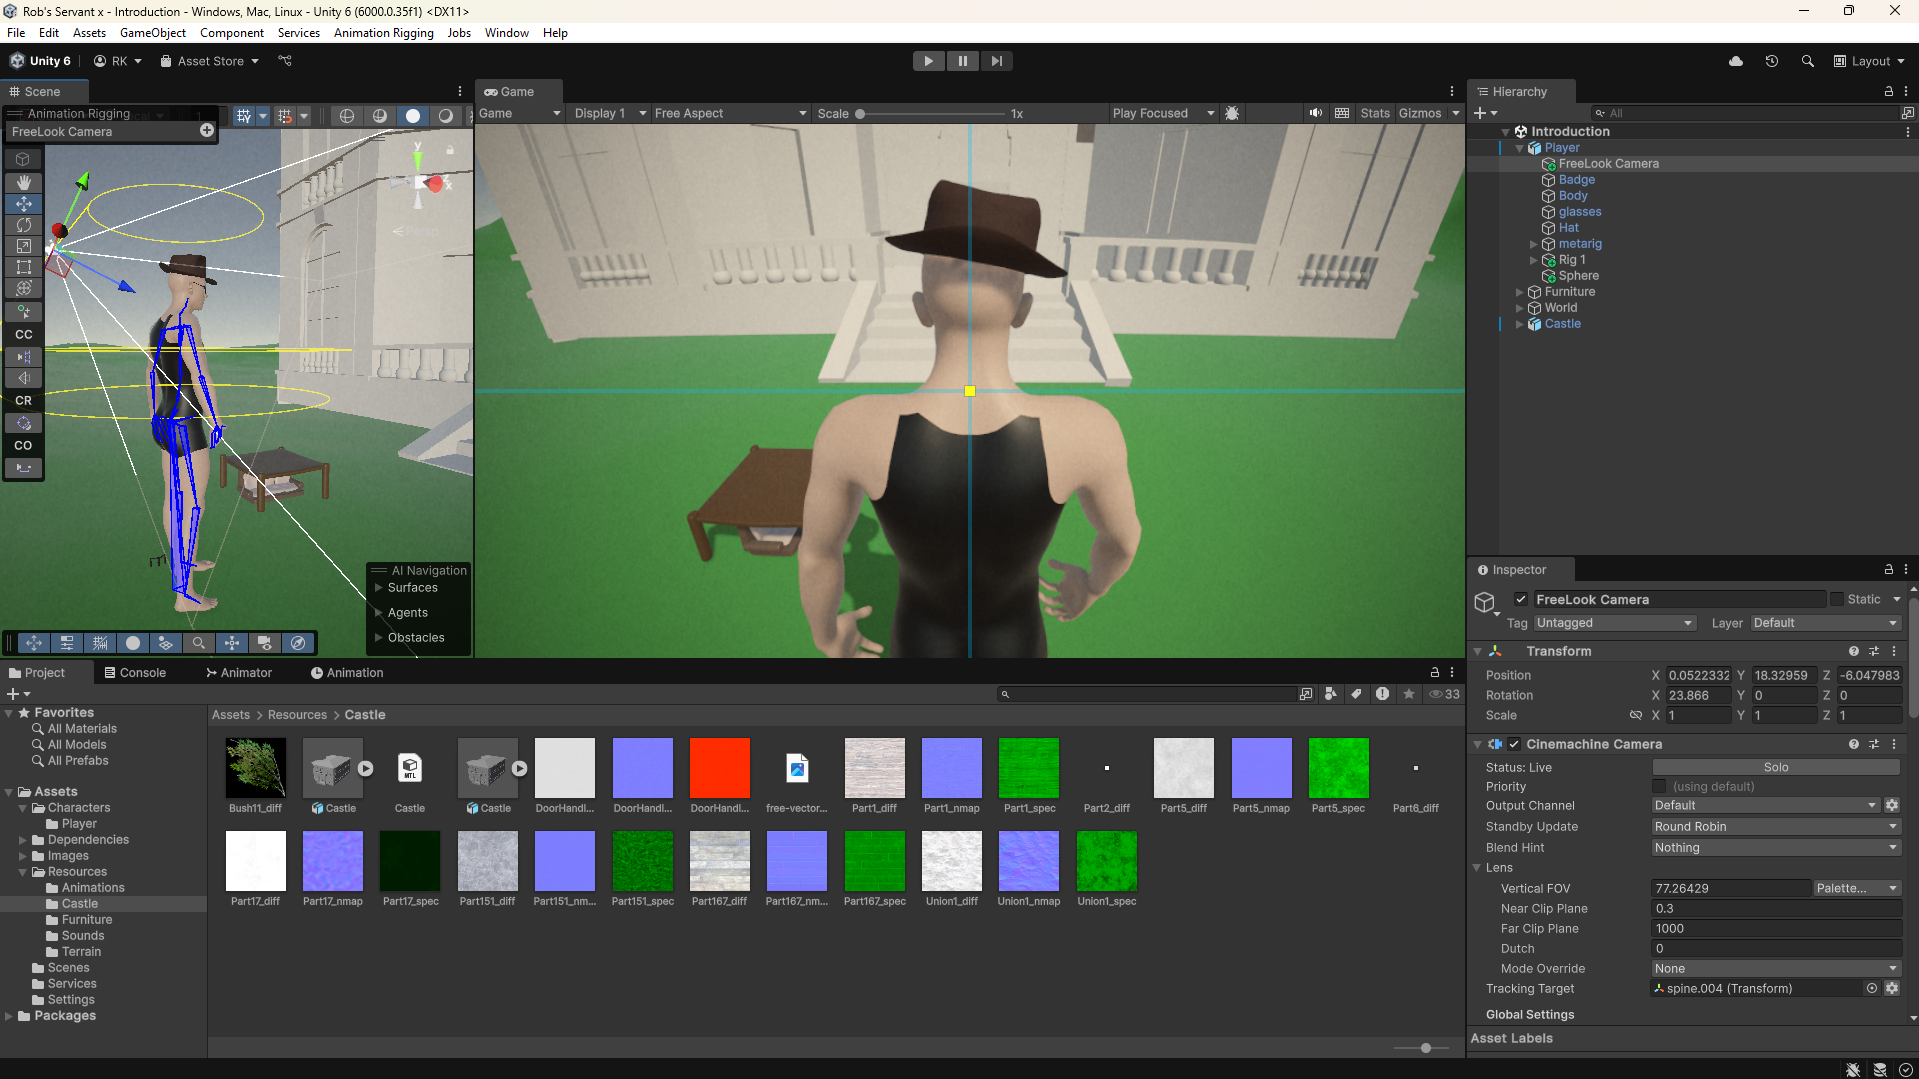 Rob's Servant x - Introduction - Windows, Mac, Linux - Unity 6 (6000.0.35f1) <DX11>
File Edit Assets GameObject Component Services Animation Rigging Jobs Window Help
Unity 6 RK Asset Store Layout
Scene
Animation Rigging
FreeLook Camera
y
x
Persp
CC
CR
CO
AI Navigation
Surfaces
Agents
Obstacles
Game
Game Display 1 Free Aspect Scale 1x Play Focused Stats Gizmos
Hierarchy
All
Introduction
Player
FreeLook Camera
Badge
Body
glasses
Hat
metarig
Rig 1
Sphere
Furniture
World
Castle
Project Console Animator Animation
33
Favorites
All Materials
All Models
All Prefabs
Assets
Characters
Player
Dependencies
Images
Resources
Animations
Castle
Furniture
Sounds
Terrain
Scenes
Services
Settings
Packages
Assets > Resources > Castle
Bush11_diff Castle Castle Castle DoorHandl... DoorHandl... DoorHandl... free-vector... Part1_diff Part1_nmap Part1_spec Part2_diff Part5_diff Part5_nmap Part5_spec Part6_diff
MTL
Part17_diff Part17_nmap Part17_spec Part151_diff Part151_nm... Part151_spec Part167_diff Part167_nm... Part167_spec Union1_diff Union1_nmap Union1_spec
Inspector
FreeLook Camera Static
Tag Untagged Layer Default
Transform
Position X 0.0522332 Y 18.32959 Z -6.047983
Rotation X 23.866 Y 0 Z 0
Scale X 1 Y 1 Z 1
Cinemachine Camera
Status: Live Solo
Priority (using default)
Output Channel Default
Standby Update Round Robin
Blend Hint Nothing
Lens
Vertical FOV 77.26429 Palette...
Near Clip Plane 0.3
Far Clip Plane 1000
Dutch 0
Mode Override None
Tracking Target spine.004 (Transform)
Global Settings
Asset Labels